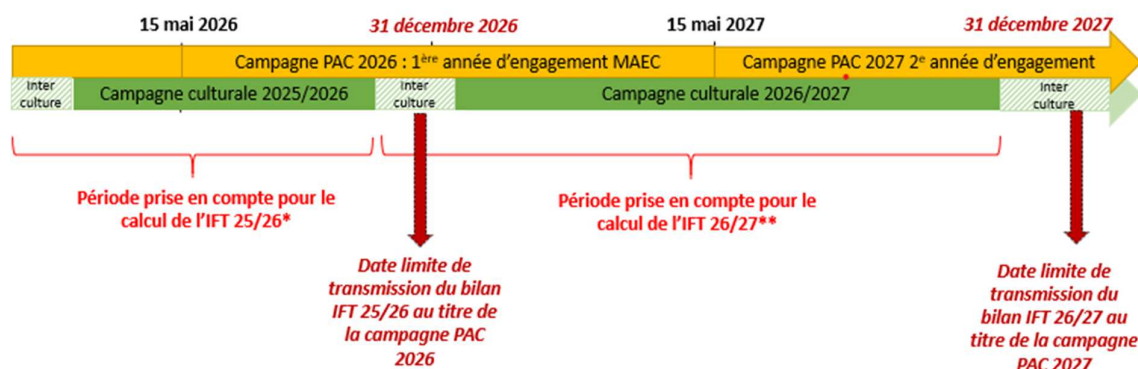 15 mai 2026
31 décembre 2026
15 mai 2027
31 décembre 2027
Campagne PAC 2026 : 1ère année d’engagement MAEC
Campagne PAC 2027 2e année d’engagement
Inter
culture
Campagne culturale 2025/2026
Inter
culture
Campagne culturale 2026/2027
Inter
culture
Période prise en compte pour le
calcul de l’IFT 25/26*
Période prise en compte pour le
calcul de l’IFT 26/27**
Date limite de
transmission du bilan
IFT 25/26 au titre de
la campagne PAC
2026
Date limite de
transmission du
bilan IFT 26/27 au
titre de la campagne
PAC 2027